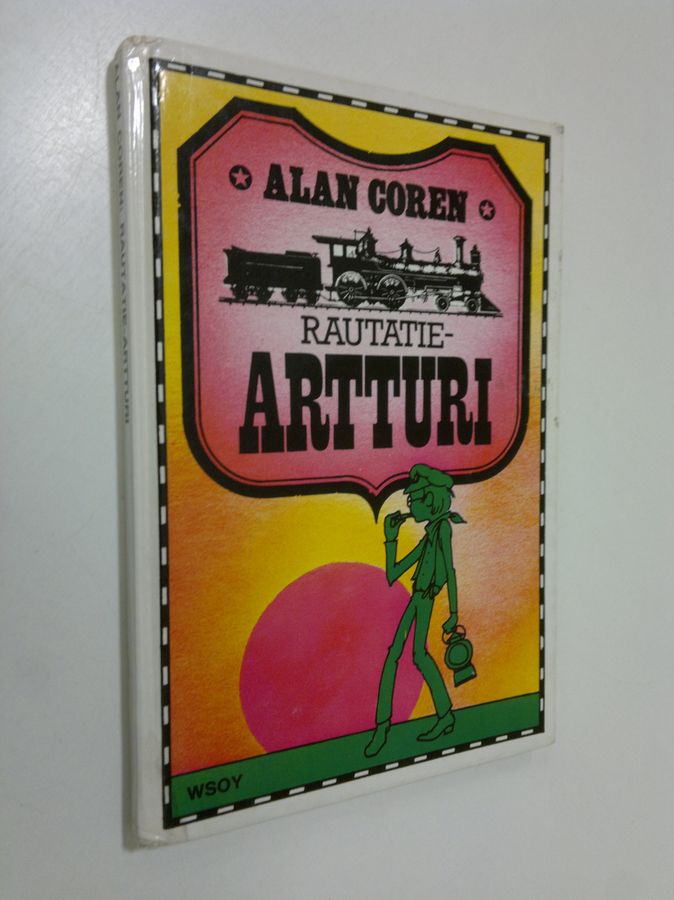 ALAN COREN: RAUTATIE-ARTTURI
ALAN COREN
RAUTATIE-
ARTTURI
WSOY